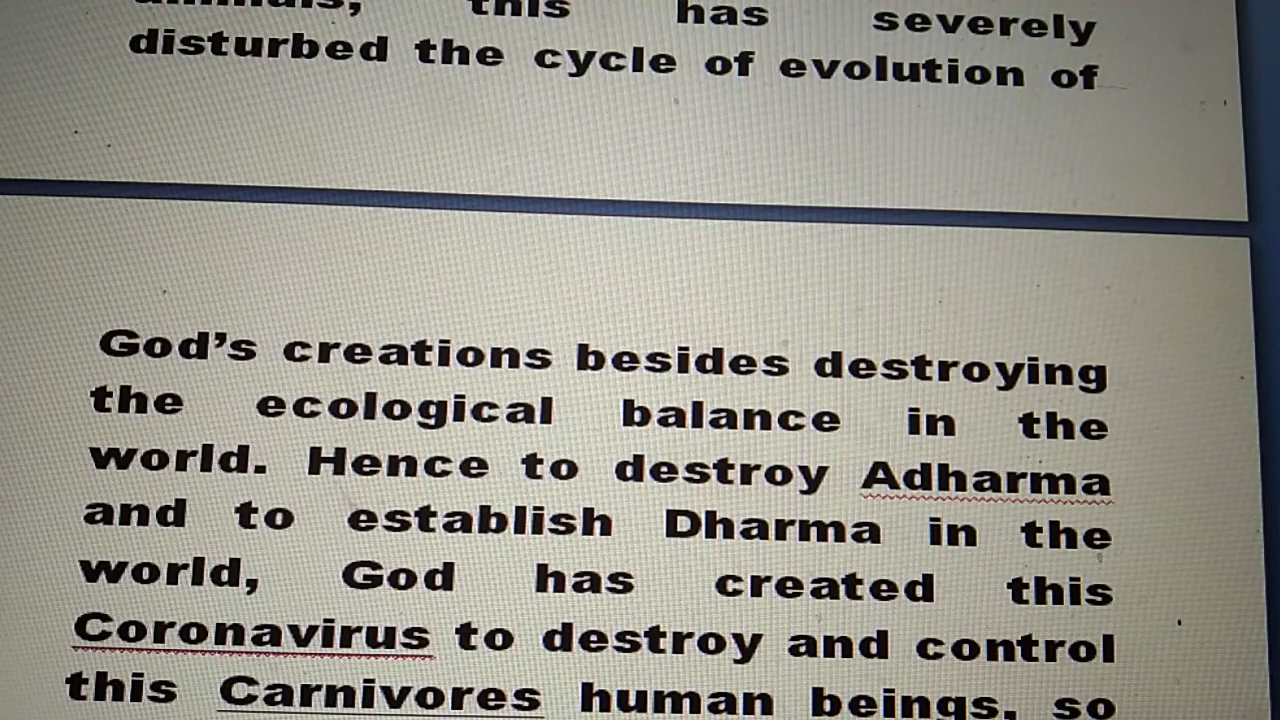 animals, this has severely
disturbed the cycle of evolution of
God's creations besides destroying
the ecological balance in the
world. Hence to destroy Adharma
and to establish Dharma in the
world, God has created this
Coronavirus to destroy and control
this Carnivores human beings, so